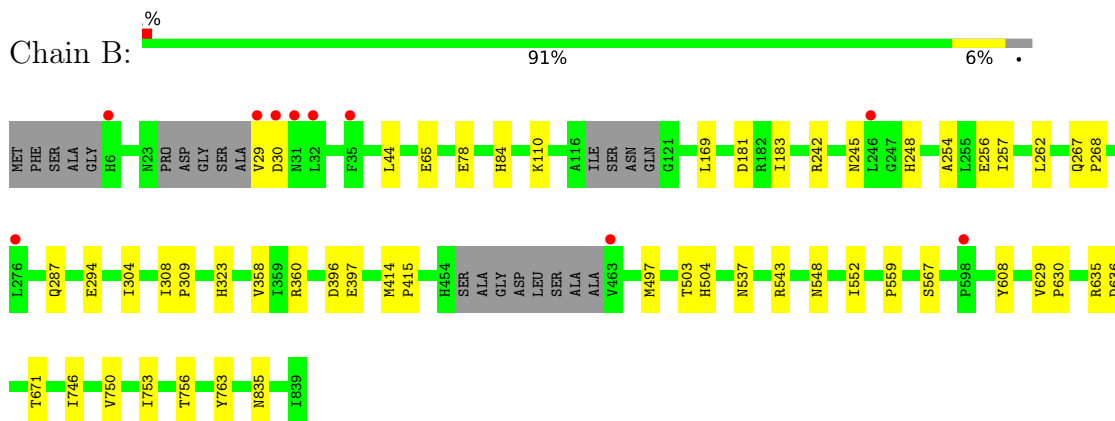 .%
Chain B:
91% 6% •
MET PHE SER ALA GLY H6 N23 PRO ASP GLY SER ALA V29 D30 N31 L32 F35 L44 E65 E78 H84 K110 A116 ILE SER ASN GLN G121 L169 D181 R182 I183 R242 N245 L246 G247 H248 A254 L255 E256 I257 L262 Q267 P268
L276 Q287 E294 I304 I308 P309 H323 V358 I359 R360 D396 E397 M414 P415 H454 SER ALA GLY ASP LEU SER ALA ALA V463 M497 T503 H504 N537 R543 N548 I552 P559 S567 P598 Y608 V629 P630 R635 D636
T671 I746 V750 I753 T756 Y763 N835 I839